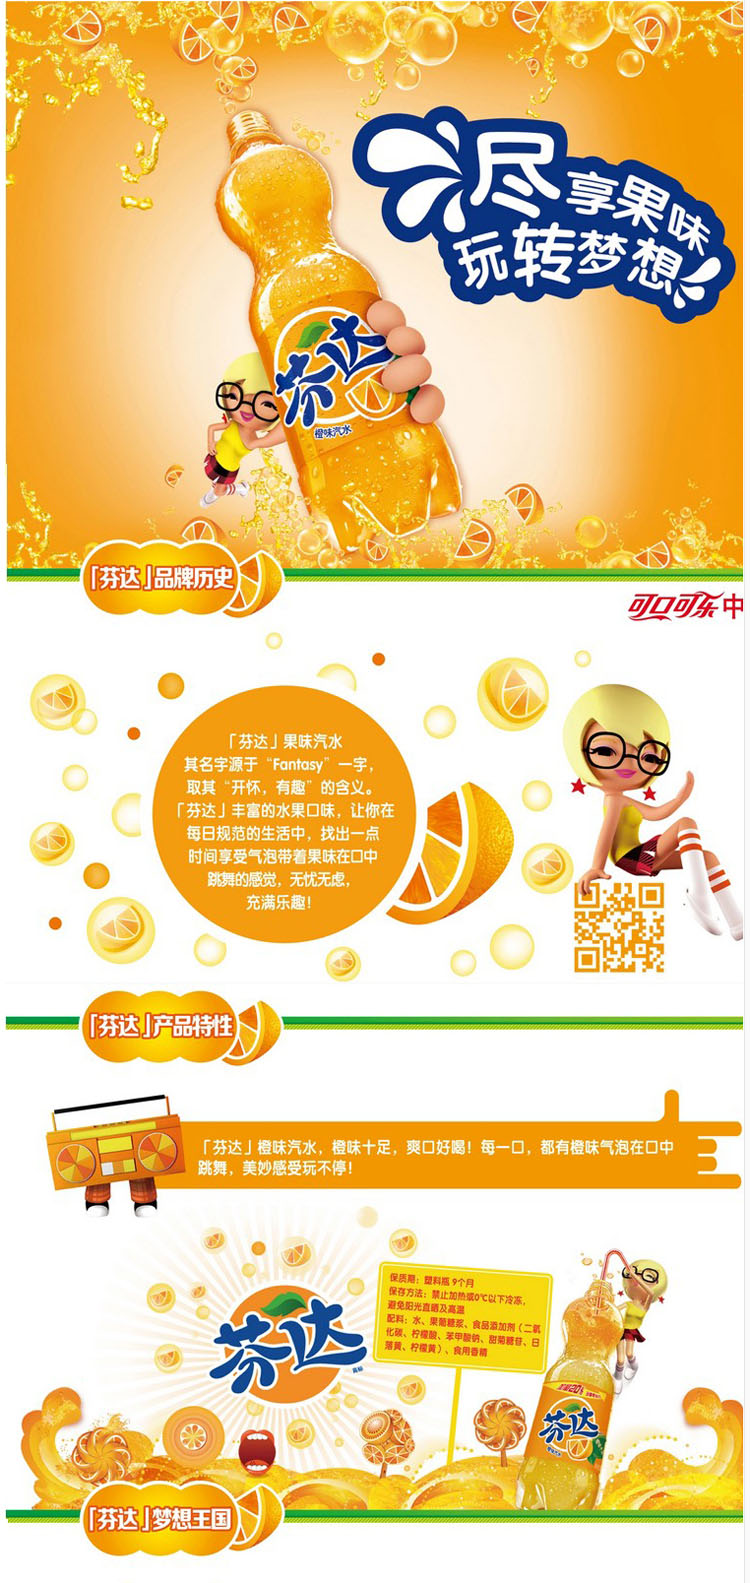 尽享果味
玩转梦想
芬达
橙味汽水
「芬达」品牌历史
可口可乐中
「芬达」果味汽水
其名字源于“Fantasy”一字，
取其“开怀，有趣”的含义。
「芬达」丰富的水果口味，让你在
每日规范的生活中，找出一点
时间享受气泡带着果味在口中
跳舞的感觉，无忧无虑，
充满乐趣！
「芬达」产品特性
「芬达」橙味汽水，橙味十足，爽口好喝！每一口，都有橙味气泡在口中
跳舞，美妙感受玩不停！
芬达
保质期：塑料瓶 9个月
保存方法：禁止加热或0℃以下冷冻，
避免阳光直晒及高温
配料：水、果葡糖浆、食品添加剂（二氧
化碳、柠檬酸、苯甲酸钠、甜菊糖苷、日
落黄、柠檬黄）、食用香精
芬达
「芬达」梦想王国